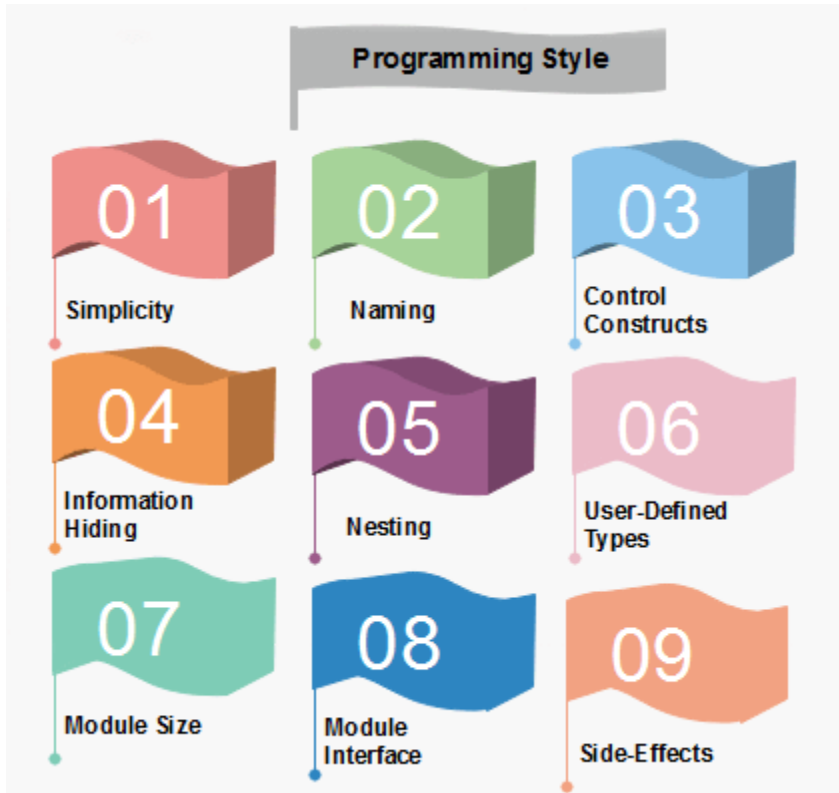 Programming Style
01
Simplicity
02
Naming
03
Control
Constructs
04
Information
Hiding
05
Nesting
06
User-Defined
Types
07
Module Size
08
Module
Interface
09
Side-Effects